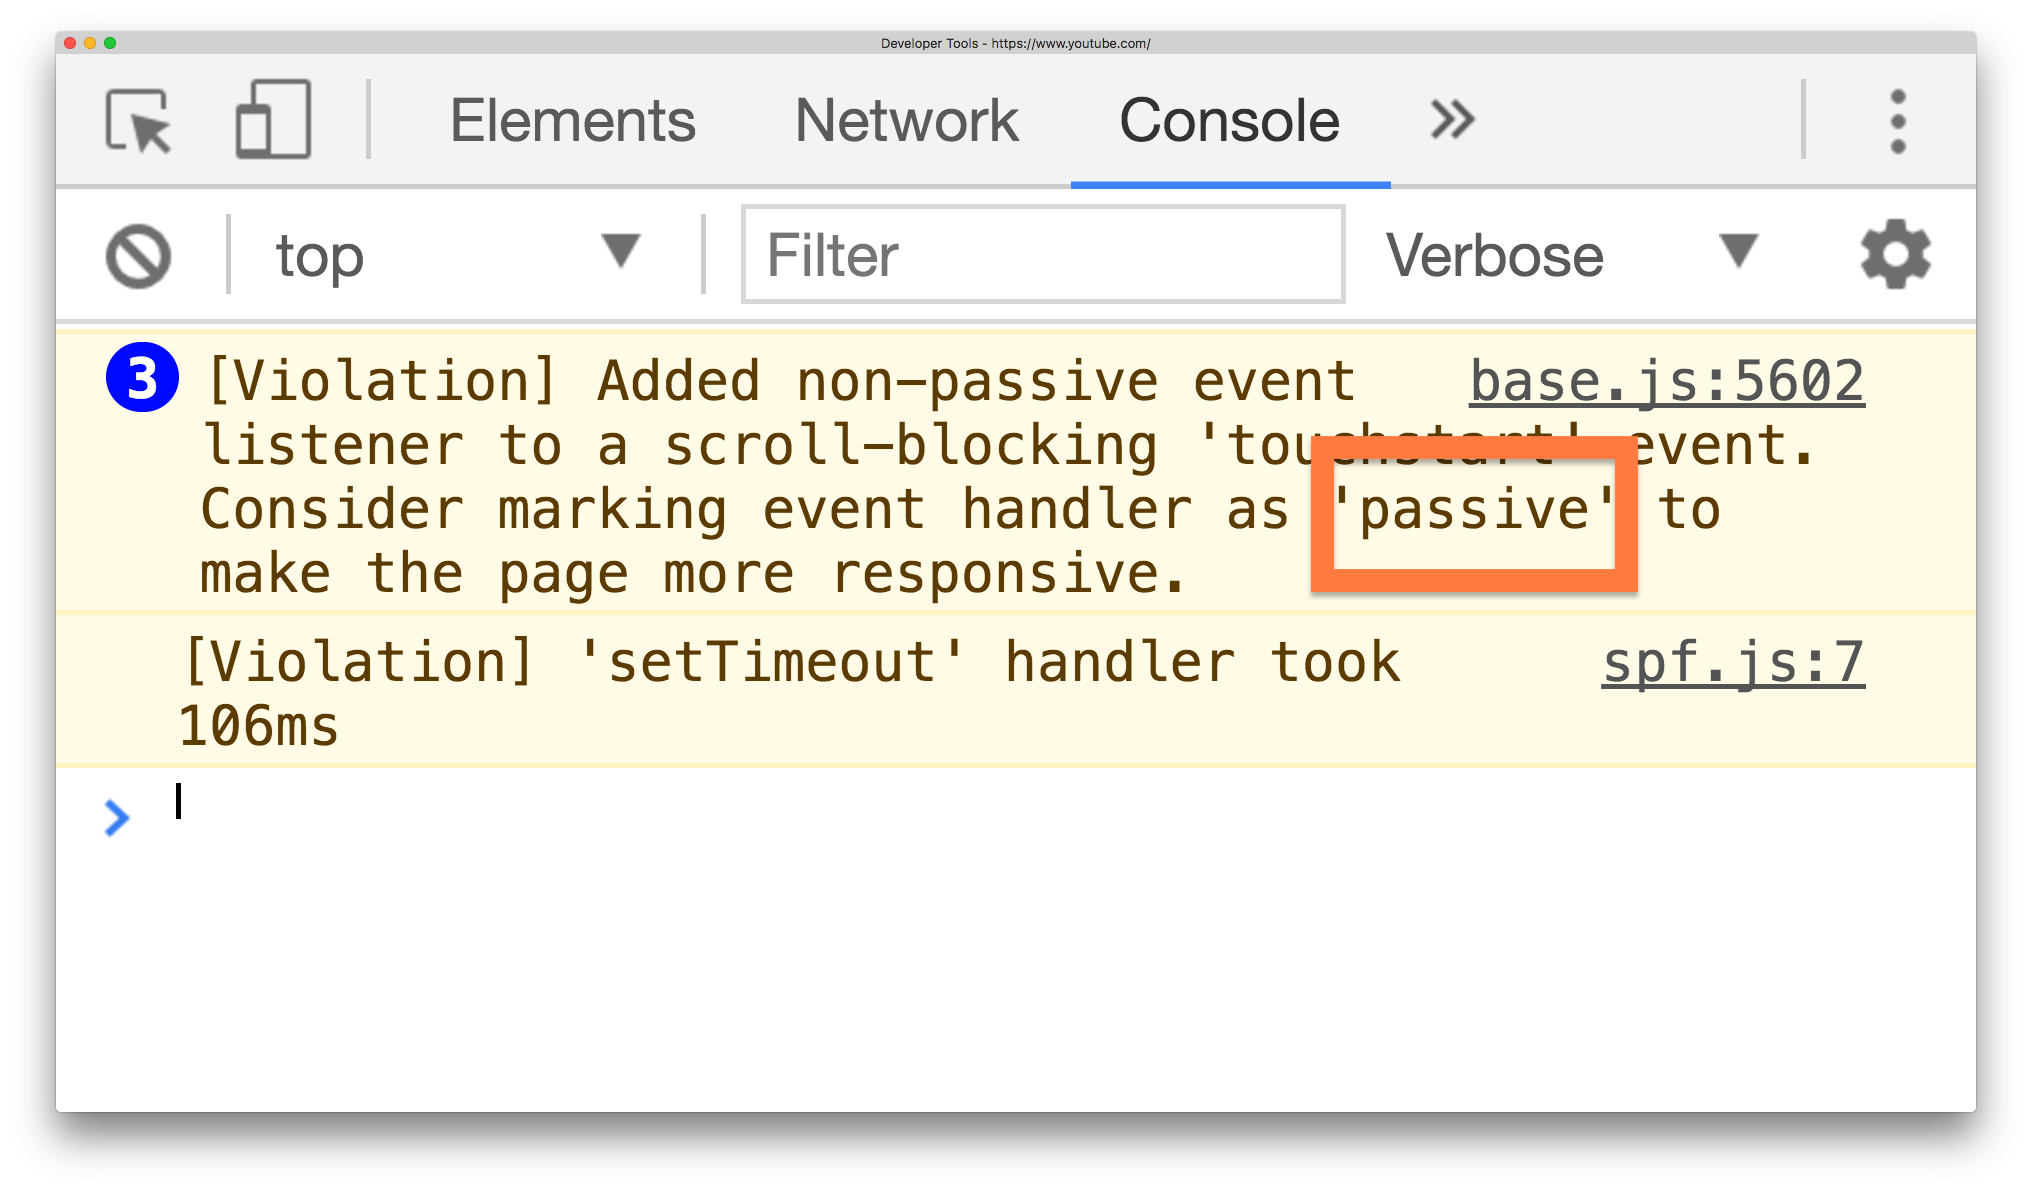 Developer Tools - https://www.youtube.com/
Elements Network Console
top Filter Verbose
3 [Violation] Added non-passive event base.js:5602
listener to a scroll-blocking 'touchstart' event.
Consider marking event handler as 'passive' to
make the page more responsive.
[Violation] 'setTimeout' handler took spf.js:7
106ms